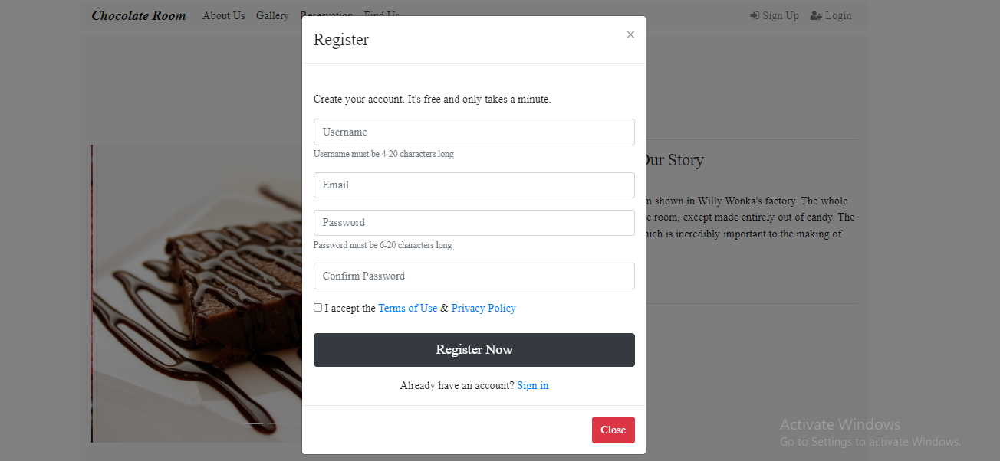 Chocolate Room About Us Gallery Reservation Find Us Sign Up Login
Register ×
Create your account. It's free and only takes a minute.
Username
Username must be 4-20 characters long
Email
Password
Password must be 6-20 characters long
Confirm Password
I accept the Terms of Use & Privacy Policy
Register Now
Already have an account? Sign in
Close
Our Story
shown in Willy Wonka's factory. The whole
room, except made entirely out of candy. The
is incredibly important to the making of
Activate Windows
Go to Settings to activate Windows.